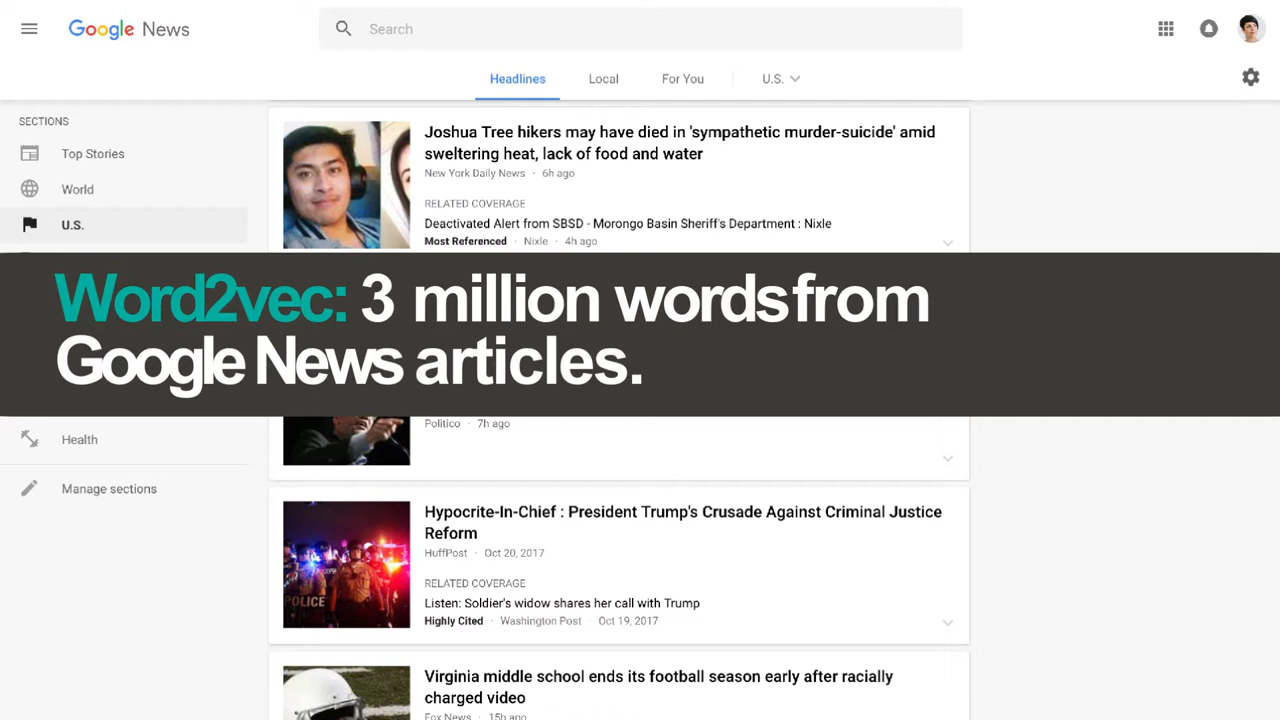 Google News
Search
Headlines
Local
For You
U.S.
SECTIONS
Top Stories
World
U.S.
Joshua Tree hikers may have died in 'sympathetic murder-suicide' amid
sweltering heat, lack of food and water
New York Daily News · 6h ago
RELATED COVERAGE
Deactivated Alert from SBSD - Morongo Basin Sheriff's Department : Nixle
Most Referenced · Nixle · 4h ago
Word2vec: 3 million words from
Google News articles.
Politico · 7h ago
Health
Manage sections
Hypocrite-In-Chief : President Trump's Crusade Against Criminal Justice
Reform
HuffPost · Oct 20, 2017
RELATED COVERAGE
Listen: Soldier's widow shares her call with Trump
Highly Cited · Washington Post · Oct 19, 2017
POLICE
Virginia middle school ends its football season early after racially
charged video
Fox News · 15h ago